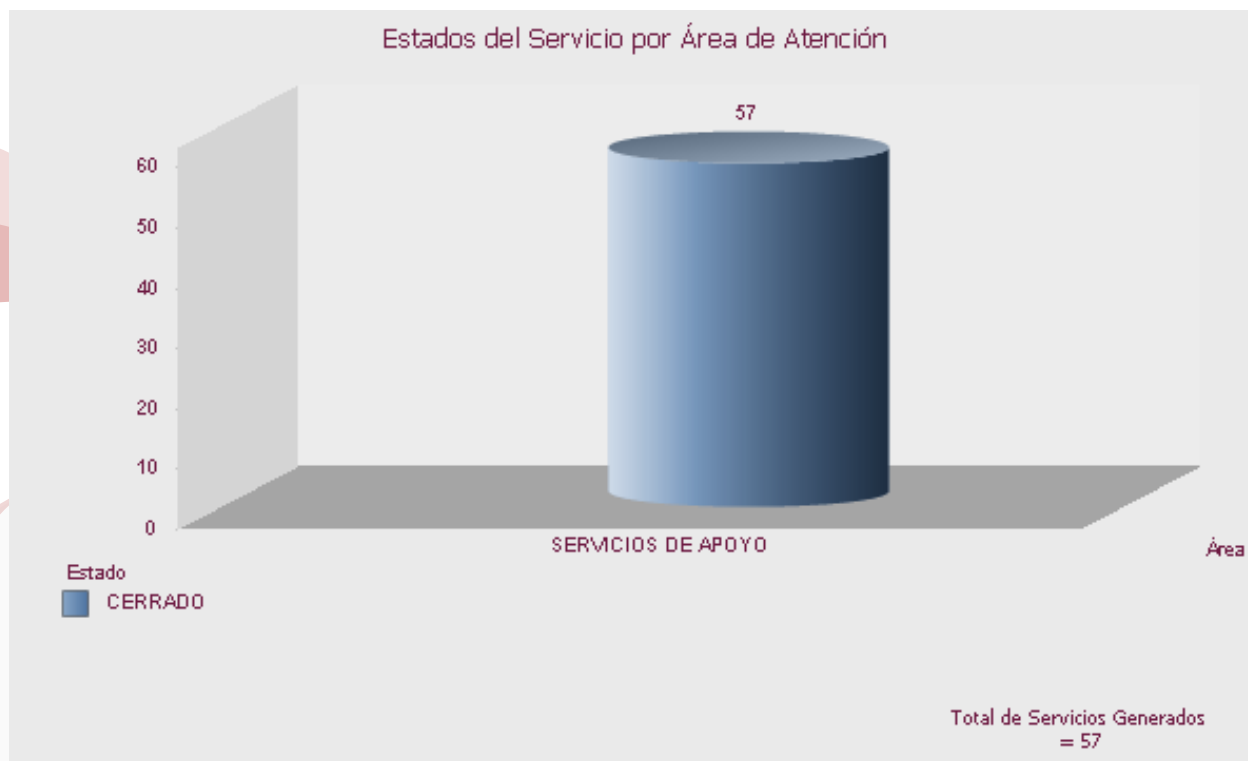 Estados del Servicio por Área de Atención
57
60
50
40
30
20
10
0
SERVICIOS DE APOYO
Área
Estado
CERRADO
Total de Servicios Generados
= 57